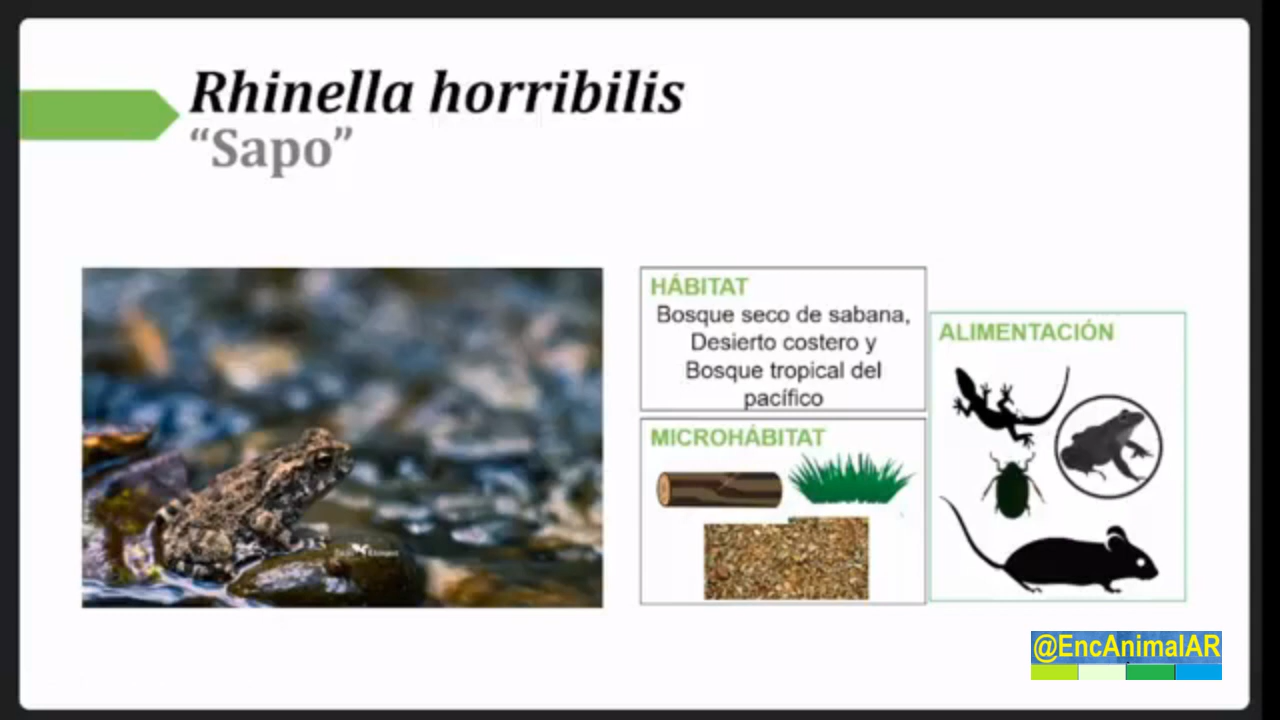 Rhinella horribilis
“Sapo”
HÁBITAT
Bosque seco de sabana,
Desierto costero y
Bosque tropical del
pacífico
MICROHÁBITAT
ALIMENTACIÓN
@EncAnimalAR